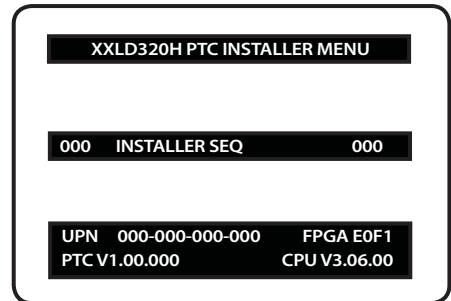 XXLD320H PTC INSTALLER MENU
000 INSTALLER SEQ 000
UPN 000-000-000-000 FPGA E0F1
PTC V1.00.000 CPU V3.06.00